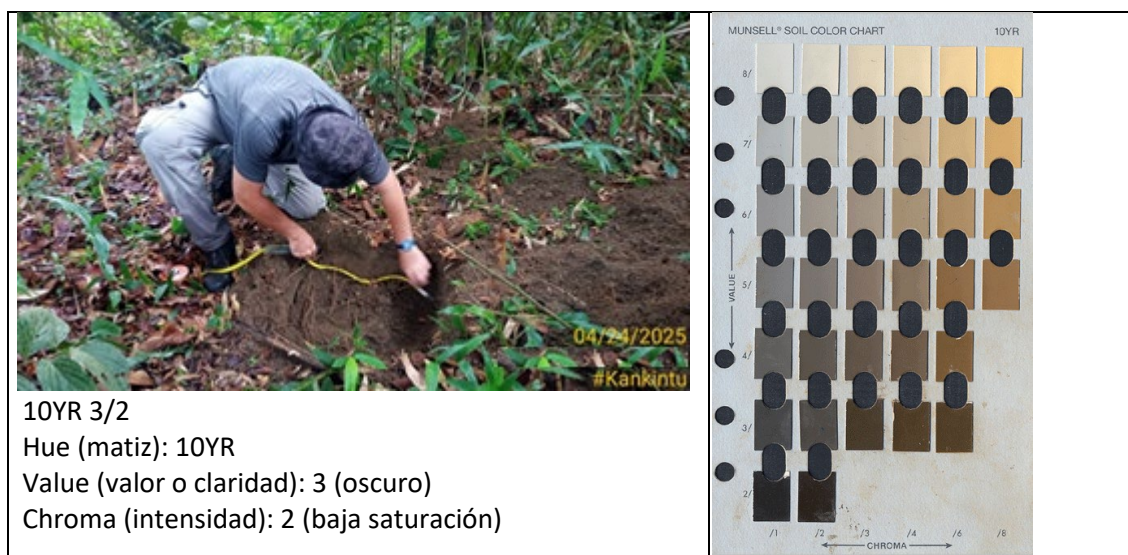 04/24/2025
#Kankintu
10YR 3/2
Hue (matiz): 10YR
Value (valor o claridad): 3 (oscuro)
Chroma (intensidad): 2 (baja saturación)
MUNSELL® SOIL COLOR CHART 10YR
8/
7/
6/
5/
VALUE
4/
3/
2/
/1 /2 /3 /4 /6 /8
CHROMA